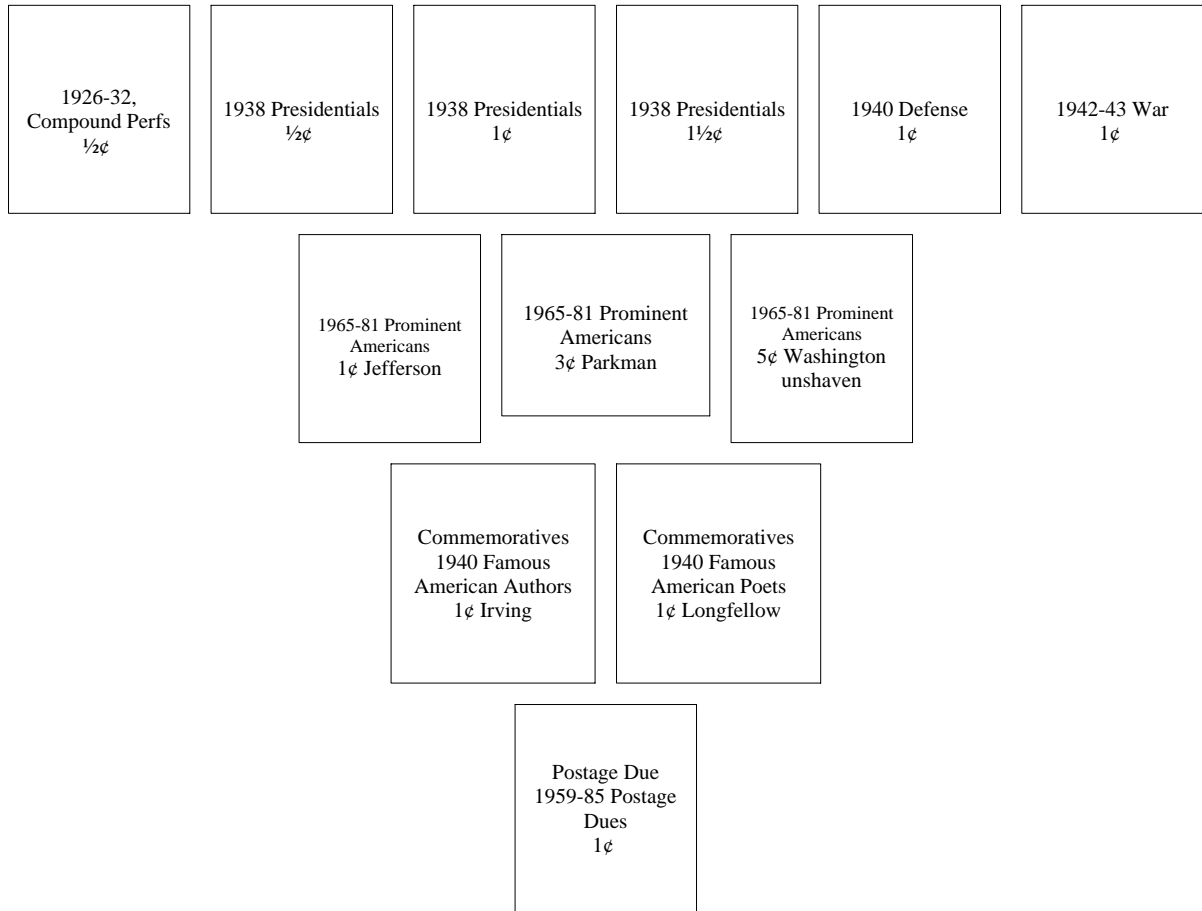 1926-32,
Compound Perfs
½¢
1938 Presidentials
½¢
1938 Presidentials
1¢
1938 Presidentials
1½¢
1940 Defense
1¢
1942-43 War
1¢
1965-81 Prominent
Americans
1¢ Jefferson
1965-81 Prominent
Americans
3¢ Parkman
1965-81 Prominent
Americans
5¢ Washington
unshaven
Commemoratives
1940 Famous
American Authors
1¢ Irving
Commemoratives
1940 Famous
American Poets
1¢ Longfellow
Postage Due
1959-85 Postage
Dues
1¢